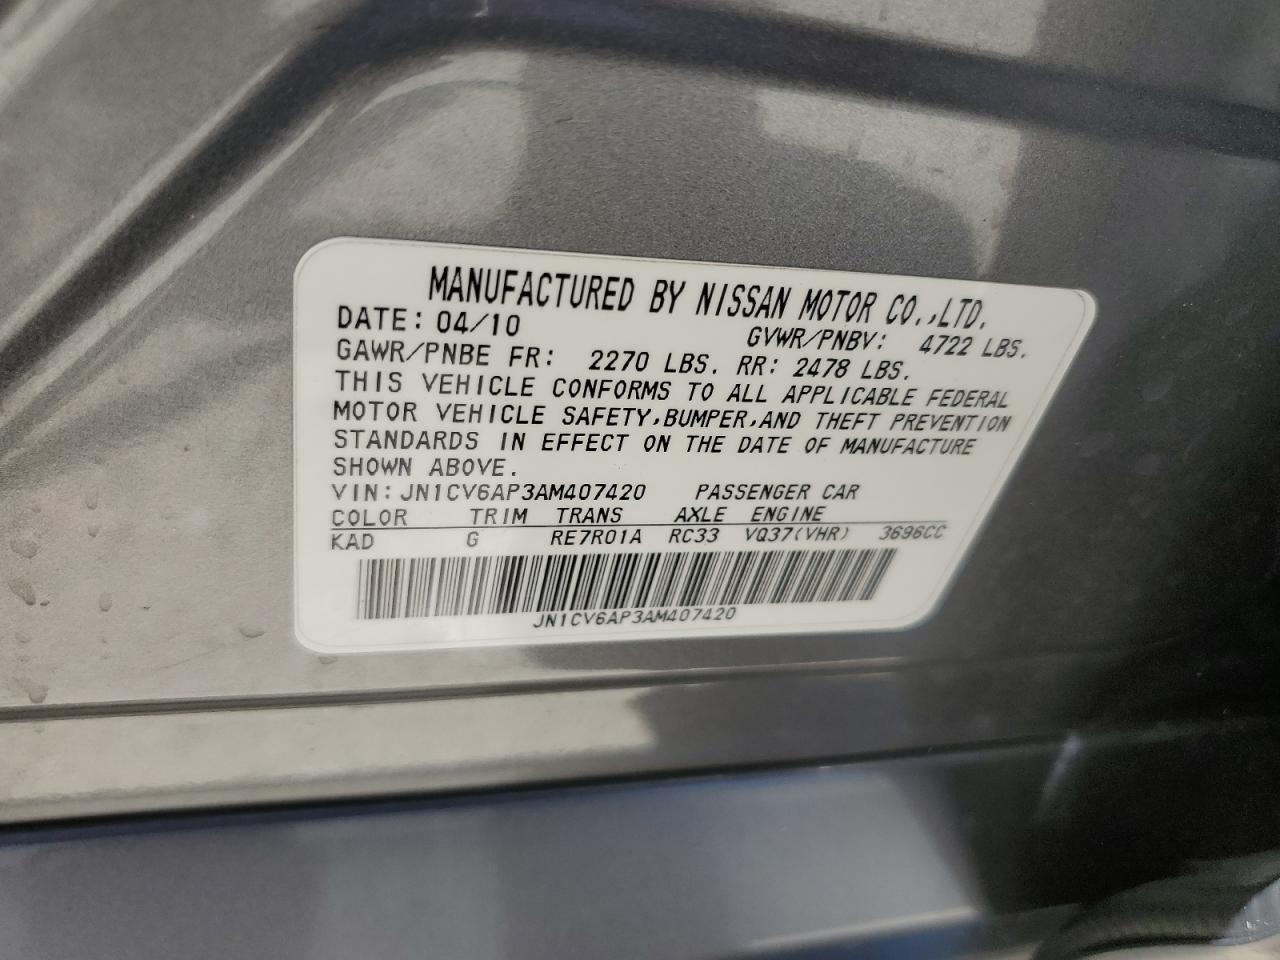 MANUFACTURED BY NISSAN MOTOR CO.,LTD.
DATE: 04/10 GVWR/PNBV: 4722 LBS.
GAWR/PNBE FR: 2270 LBS. RR: 2478 LBS.
THIS VEHICLE CONFORMS TO ALL APPLICABLE FEDERAL
MOTOR VEHICLE SAFETY,BUMPER,AND THEFT PREVENTION
STANDARDS IN EFFECT ON THE DATE OF MANUFACTURE
SHOWN ABOVE.
VIN: JN1CV6AP3AM407420 PASSENGER CAR
COLOR TRIM TRANS AXLE ENGINE
KAD G RE7R01A RC33 VQ37(VHR) 3696CC
JN1CV6AP3AM407420